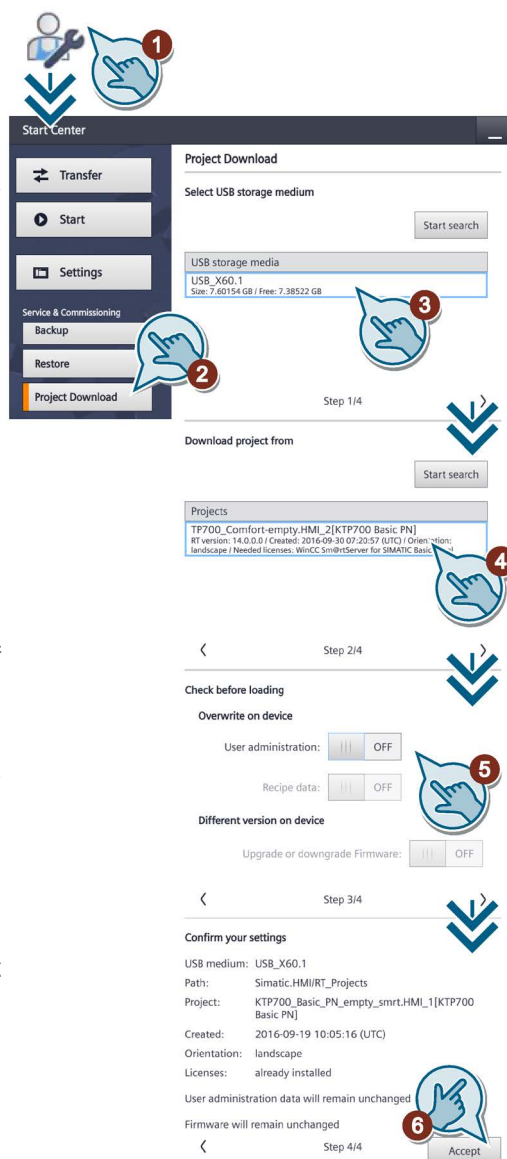 1
Start Center
Transfer
Start
Settings
Service & Commissioning
Backup
Restore
Project Download
2
Project Download
Select USB storage medium
Start search
USB storage media
USB_X60.1
Size: 7.60154 GB / Free: 7.38522 GB
3
Step 1/4
Download project from
Start search
Projects
TP700_Comfort-empty.HMI_2[KTP700 Basic PN]
RT version: 14.0.0.0 / Created: 2016-09-30 07:20:57 (UTC) /
landscape / Needed licenses: WinCC Sm@rtServer for SIMATIC Basic
4
Step 2/4
Check before loading
Overwrite on device
User administration: OFF
Recipe data: OFF
5
Different version on device
Upgrade or downgrade Firmware: OFF
Step 3/4
Confirm your settings
USB medium: USB_X60.1
Path: Simatic.HMI/RT_Projects
Project: KTP700_Basic_PN_empty_smrt.HMI_1[KTP700
Basic PN]
Created: 2016-09-19 10:05:16 (UTC)
Orientation: landscape
Licenses: already installed
User administration data will remain unchanged
Firmware will remain unchanged
6
Step 4/4
Accept